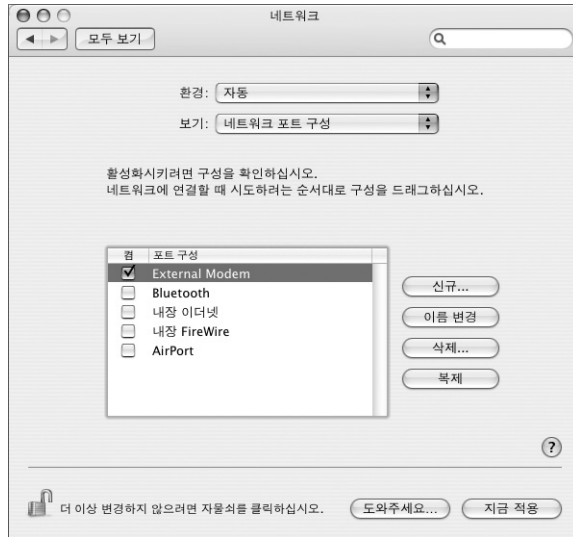 네트워크
모두 보기
환경: 자동
보기: 네트워크 포트 구성
활성화시키려면 구성을 확인하십시오.
네트워크에 연결할 때 시도하려는 순서대로 구성을 드래그하십시오.
켬 포트 구성
External Modem
Bluetooth
내장 이더넷
내장 FireWire
AirPort
신규...
이름 변경
삭제...
복제
?
더 이상 변경하지 않으려면 자물쇠를 클릭하십시오.
도와주세요...
지금 적용